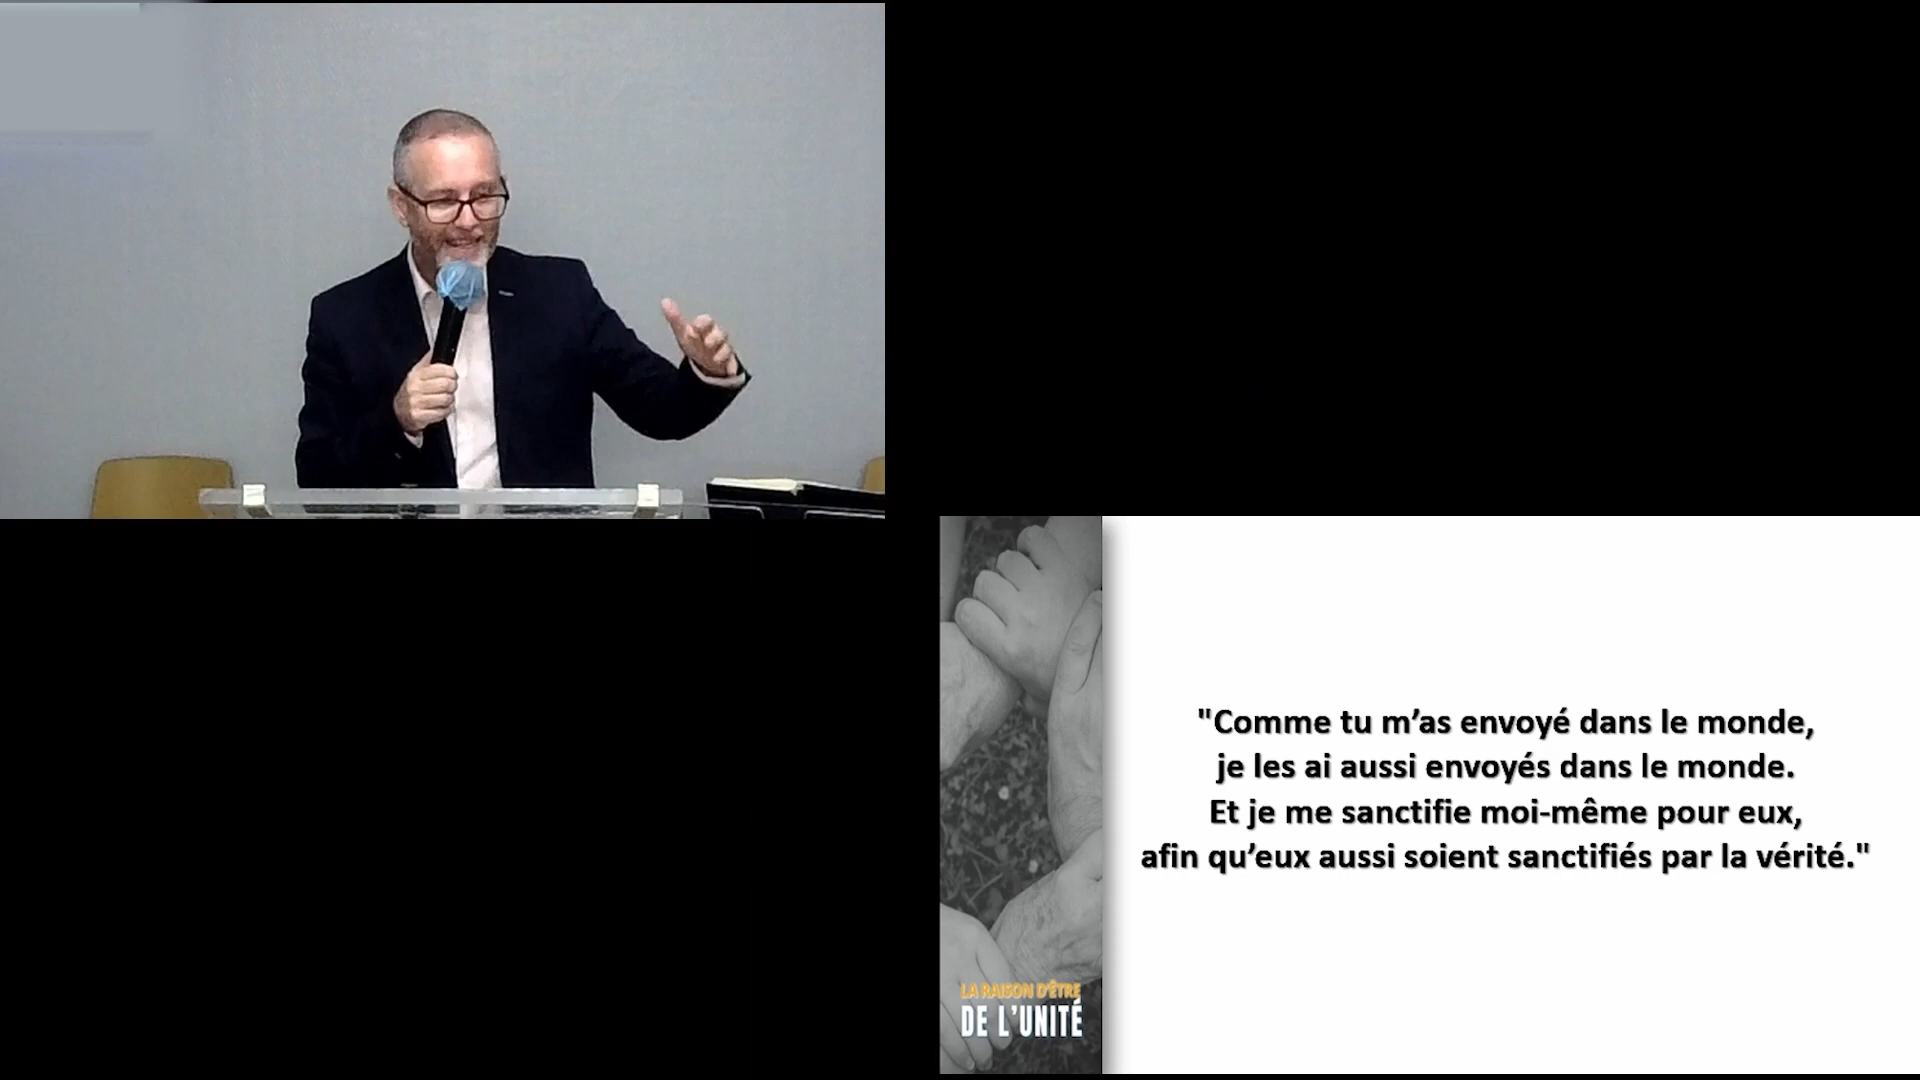 "Comme tu m’as envoyé dans le monde,
je les ai aussi envoyés dans le monde.
Et je me sanctifie moi-même pour eux,
afin qu’eux aussi soient sanctifiés par la vérité."
LA RAISON D'ÊTRE
DE L'UNITÉ